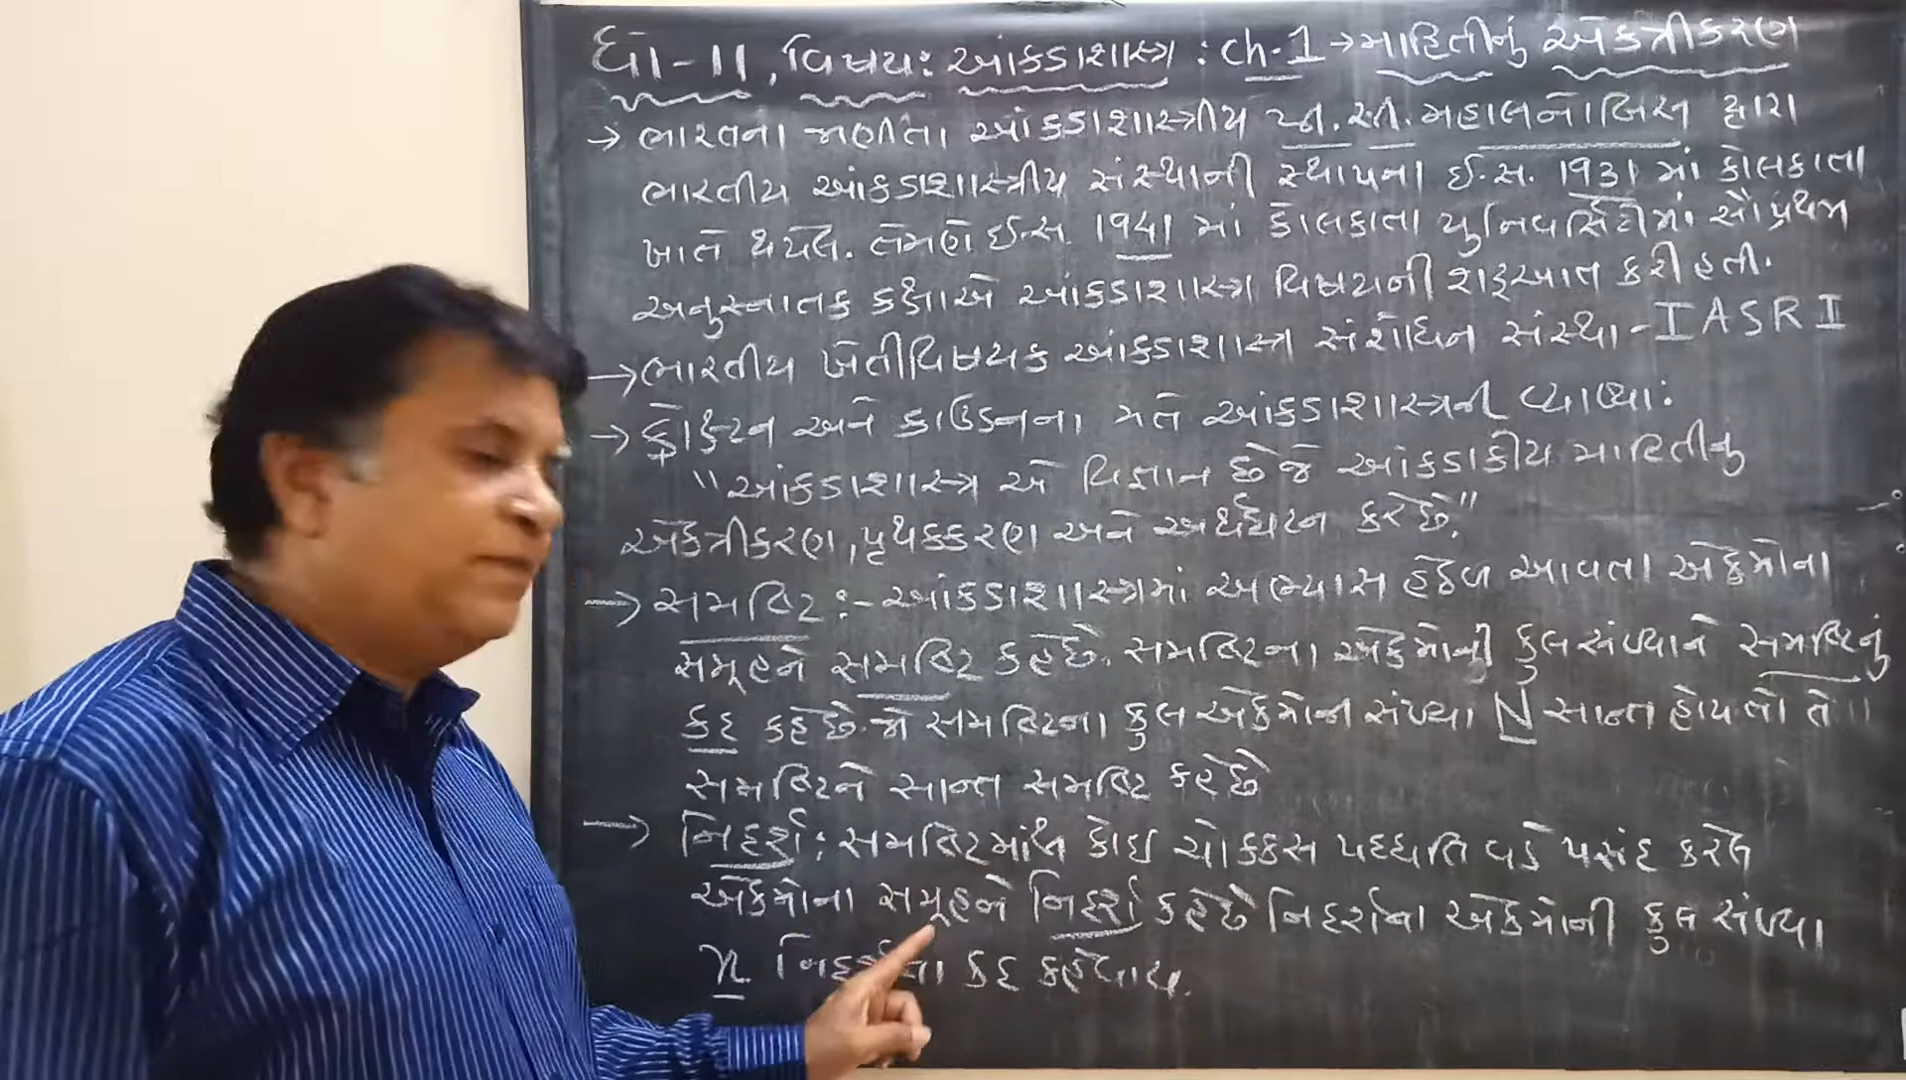 ધો-11, વિષય: આંકડાશાસ્ત્ર : ch-1 → માહિતીનું એકત્રીકરણ
→ ભારતના જાણીતા આંકડાશાસ્ત્રીય પી. સી. મહાલનોબિસ દ્વારા
ભારતીય આંકડાશાસ્ત્રીય સંસ્થાની સ્થાપના ઈ.સ. 1931 માં કોલકાતા
ખાતે થયેલ. તેમણે ઈ.સ. 1941 માં કોલકાતા યુનિવર્સિટીમાં સૌપ્રથમ
અનુસ્નાતક કક્ષાએ આંકડાશાસ્ત્ર વિષયની શરૂઆત કરી હતી.
→ ભારતીય ખેતીવિષયક આંકડાશાસ્ત્ર સંશોધન સંસ્થા - IASRI
→ ક્રોક્ષ્ટન અને કાઉડનના મતે આંકડાશાસ્ત્રની વ્યાખ્યા:
"આંકડાશાસ્ત્ર એ વિજ્ઞાન છે જે આંકડાકીય માહિતીનું
એકત્રીકરણ, પૃથક્કરણ અને અર્થઘટન કરે છે."
→ સમષ્ટિ :- આંકડાશાસ્ત્રમાં અભ્યાસ હેઠળ આવતા એકમોના
સમૂહને સમષ્ટિ કહે છે. સમષ્ટિના એકમોની કુલ સંખ્યાને સમષ્ટિનું
કદ કહે છે. જો સમષ્ટિના કુલ એકમોની સંખ્યા N સાન્ત હોય તો તે
સમષ્ટિને સાન્ત સમષ્ટિ કહે છે
→ નિદર્શ : સમષ્ટિમાંથી કોઇ ચોક્કસ પધ્ધતિ વડે પસંદ કરેલ
એકમોના સમૂહને નિદર્શ કહે છે નિદર્શના એકમોની કુલ સંખ્યા
n કદ કહેવાય.